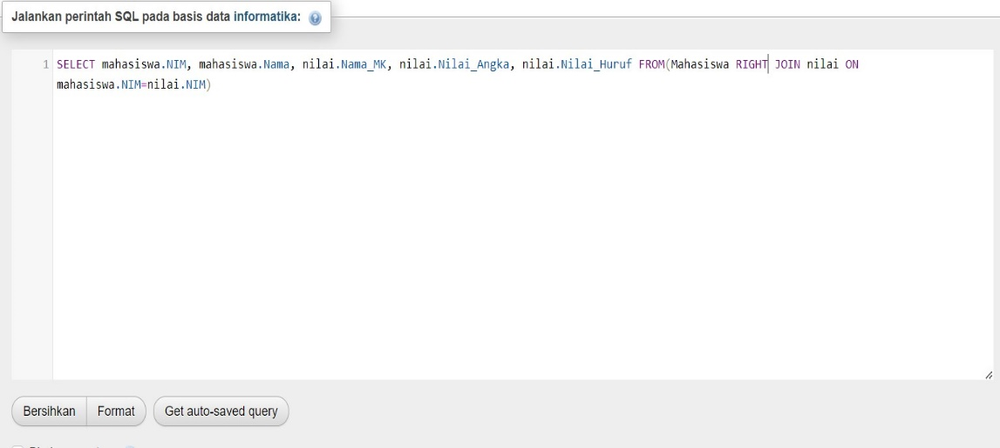 Jalankan perintah SQL pada basis data informatika:
1 SELECT mahasiswa.NIM, mahasiswa.Nama, nilai.Nama_MK, nilai.Nilai_Angka, nilai.Nilai_Huruf FROM(Mahasiswa RIGHT JOIN nilai ON
mahasiswa.NIM=nilai.NIM)
Bersihkan Format Get auto-saved query